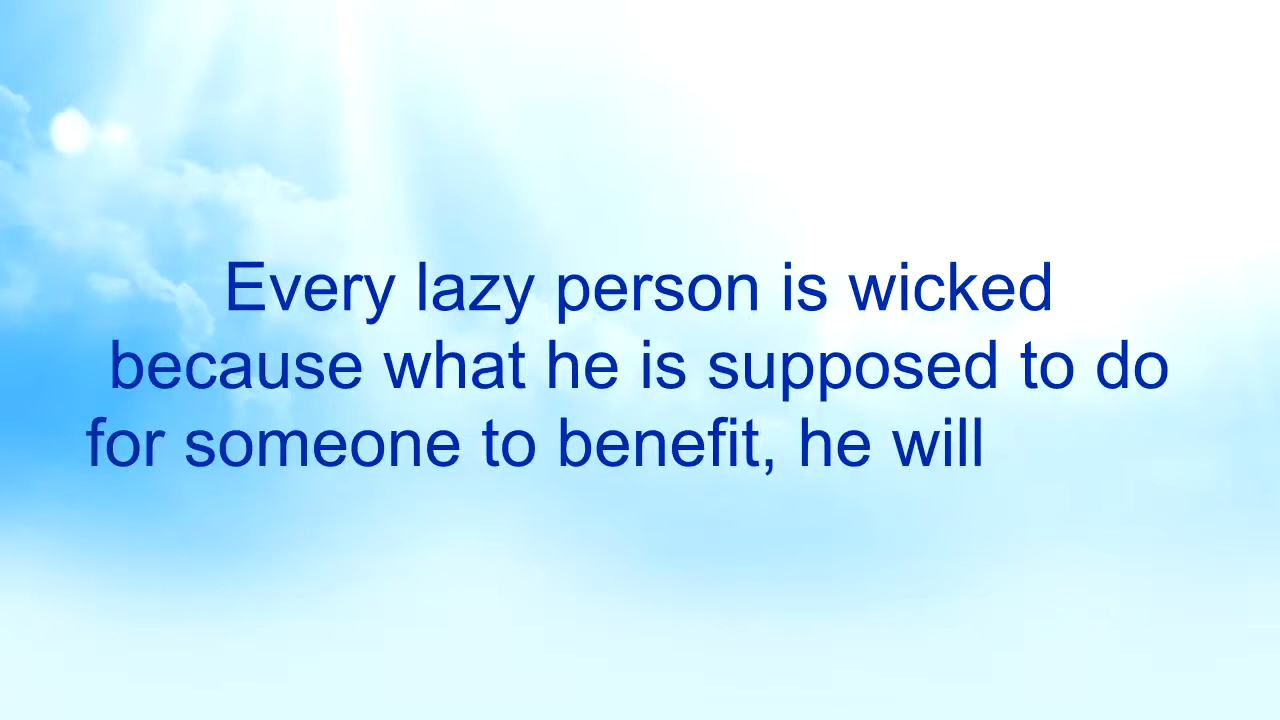 Every lazy person is wicked
because what he is supposed to do
for someone to benefit, he will